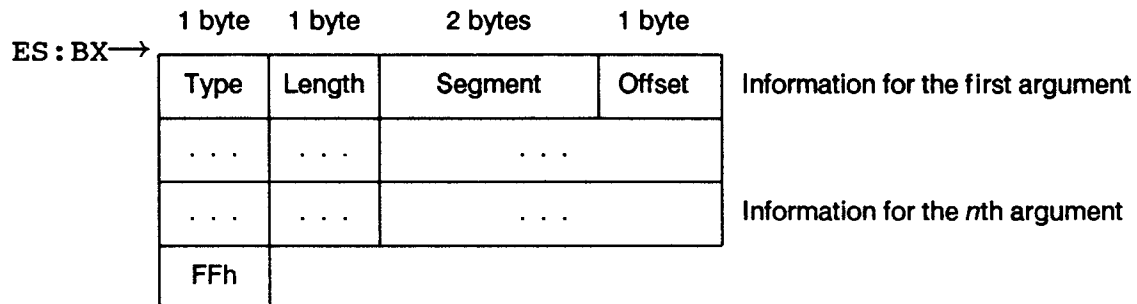 1 byte 1 byte 2 bytes 1 byte
ES:BX→
Type Length Segment Offset Information for the first argument
... ... ...
... ... ... Information for the nth argument
FFh